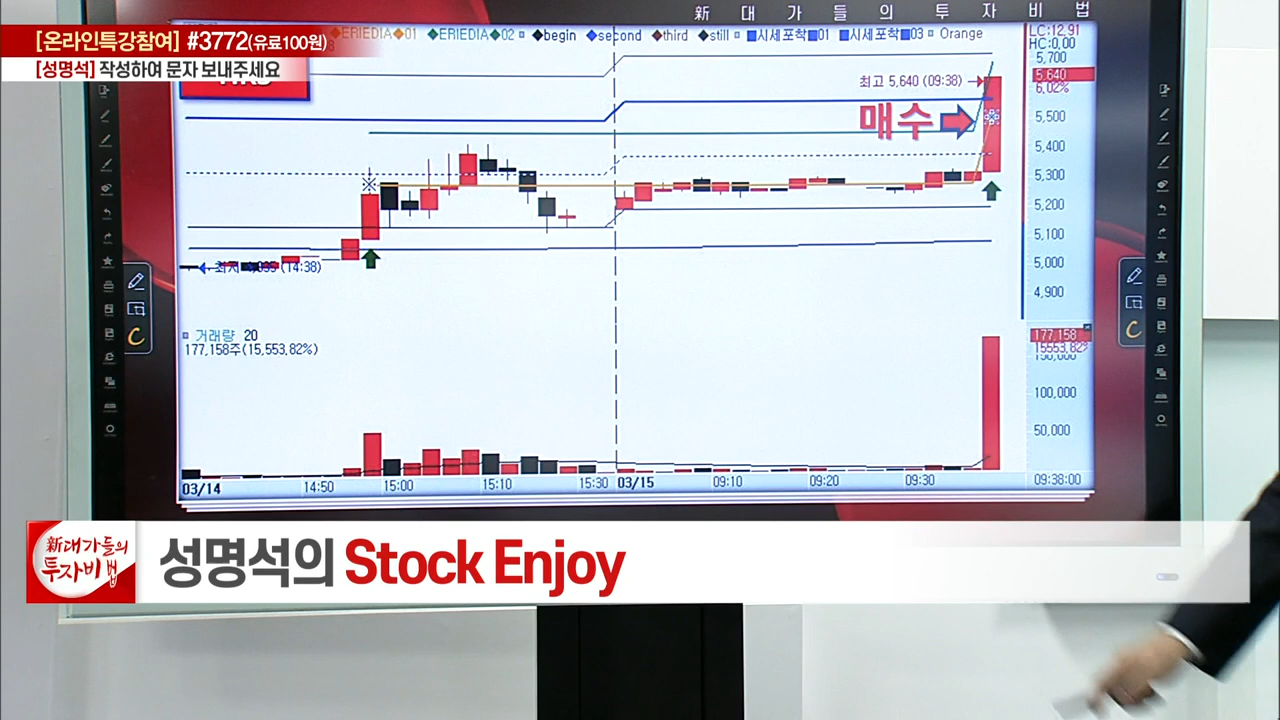 新 대 가 들 의 투 자 비 법
[온라인특강참여] #3772(유료100원)
[성명석] 작성하여 문자 보내주세요
ERIEDIA 01 ERIEDIA 02 begin second third still 시세포착 01 시세포착 03 Orange
LC:12,91
HC:0,00
5,700
최고 5,640 (09:38)
5,640
6,02%
매수
5,500
5,400
5,300
5,200
5,100
5,000
4,900
(14:38)
거래량 20
177,158주(15,553,82%)
177,158
15553,82%
150,000
100,000
50,000
03/14 14:50 15:00 15:10 15:30 03/15 09:10 09:20 09:30 09:38:00
新대가들의
투자비법
성명석의 Stock Enjoy